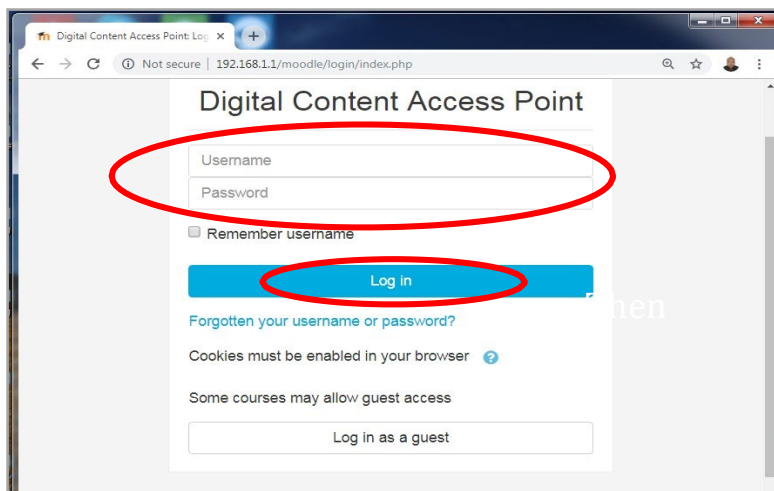 Digital Content Access Point: Log
Not secure | 192.168.1.1/moodle/login/index.php
Digital Content Access Point
Username
Password
Remember username
Log in
Then
Forgotten your username or password?
Cookies must be enabled in your browser
Some courses may allow guest access
Log in as a guest